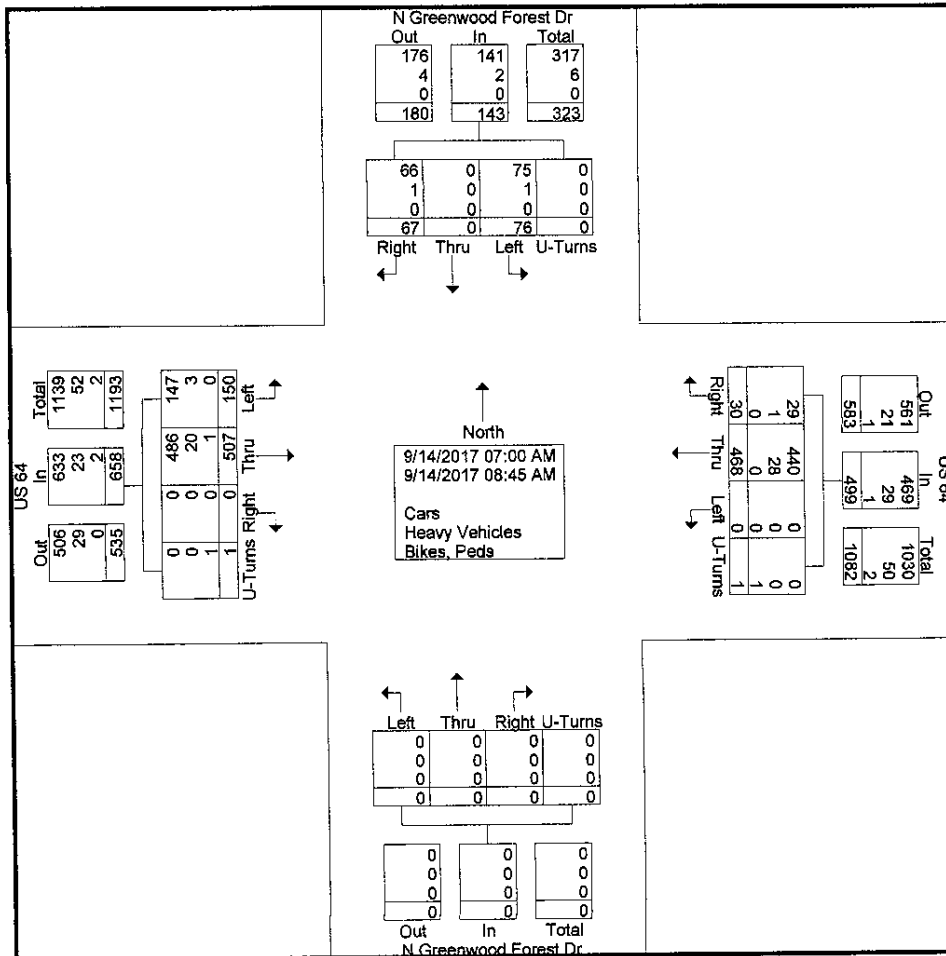 N Greenwood Forest Dr
Out In Total
176 141 317
4 2 6
0 0 0
180 143 323
66 0 75 0
1 0 1 0
0 0 0 0
67 0 76 0
Right Thru Left U-Turns
US 64
Total In Out
1139 633 506
52 23 29
2 2 0
1193 658 535
147 486 0 0
3 20 0 0
0 1 0 1
150 507 0 1
Left Thru Right U-Turns
North
9/14/2017 07:00 AM
9/14/2017 08:45 AM
Cars
Heavy Vehicles
Bikes, Peds
Right Thru Left U-Turns
29 440 0 0
1 28 0 0
0 0 0 1
30 468 0 1
US 64
Out In Total
561 469 1030
21 29 50
1 1 2
583 499 1082
Left Thru Right U-Turns
0 0 0 0
0 0 0 0
0 0 0 0
0 0 0 0
0 0 0
0 0 0
0 0 0
0 0 0
Out In Total
N Greenwood Forest Dr